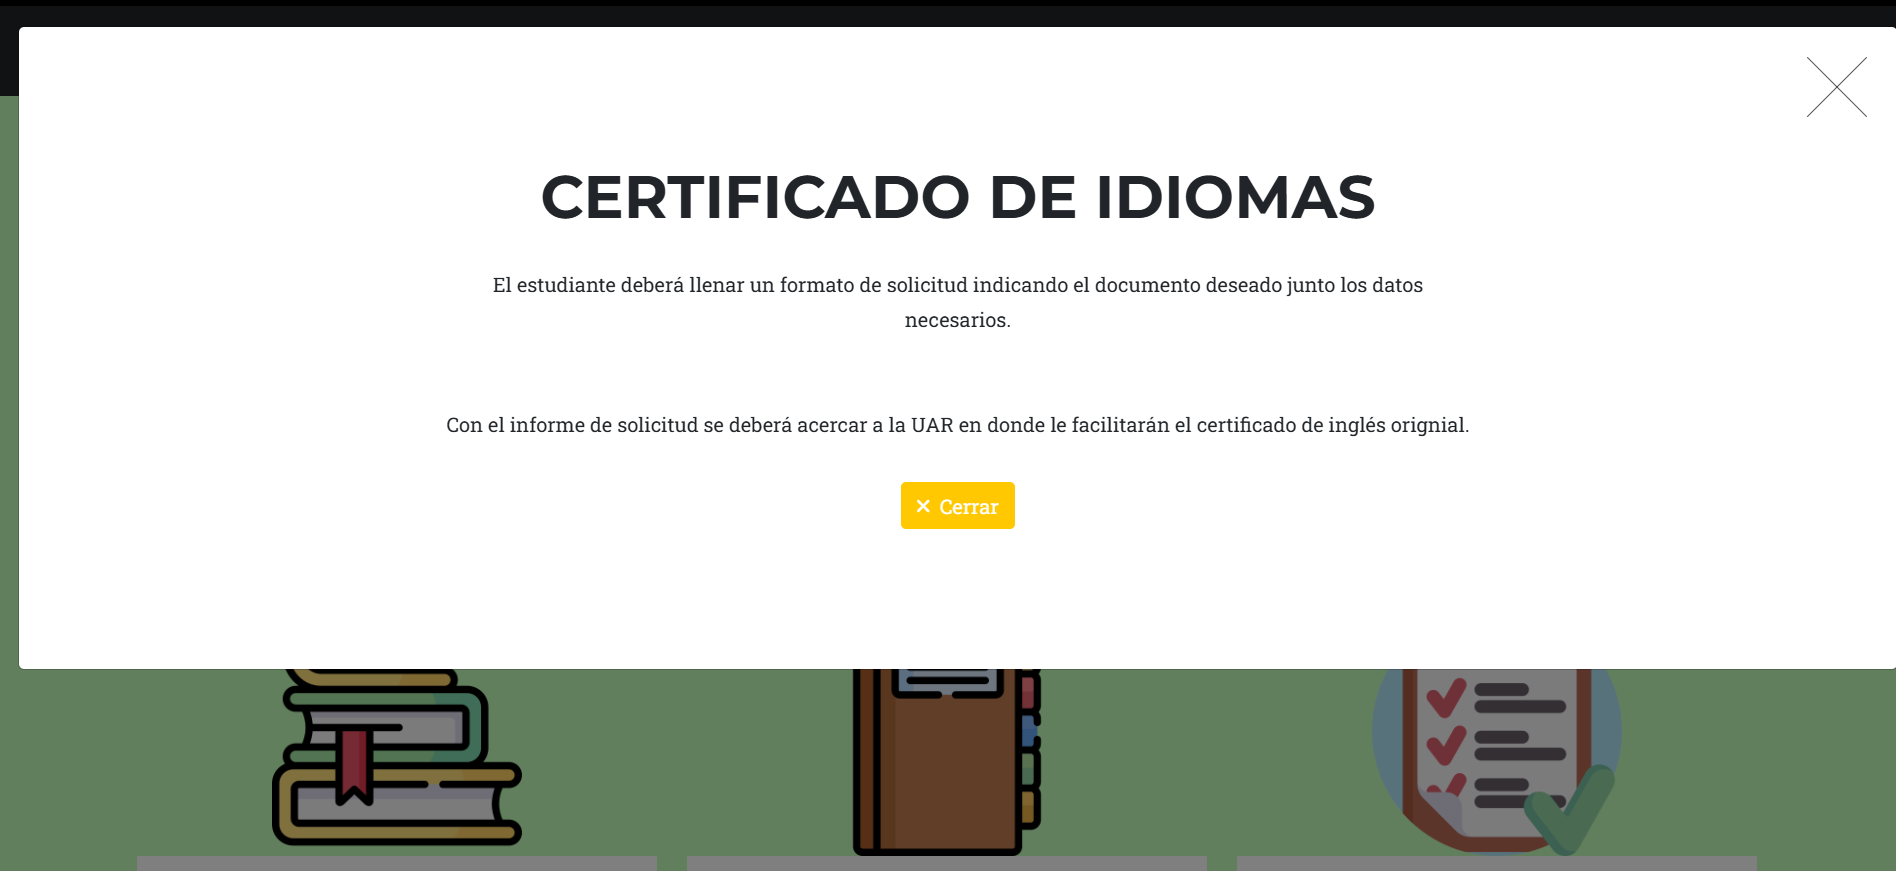 CERTIFICADO DE IDIOMAS
El estudiante deberá llenar un formato de solicitud indicando el documento deseado junto los datos
necesarios.
Con el informe de solicitud se deberá acercar a la UAR en donde le facilitarán el certificado de inglés orignial.
Cerrar